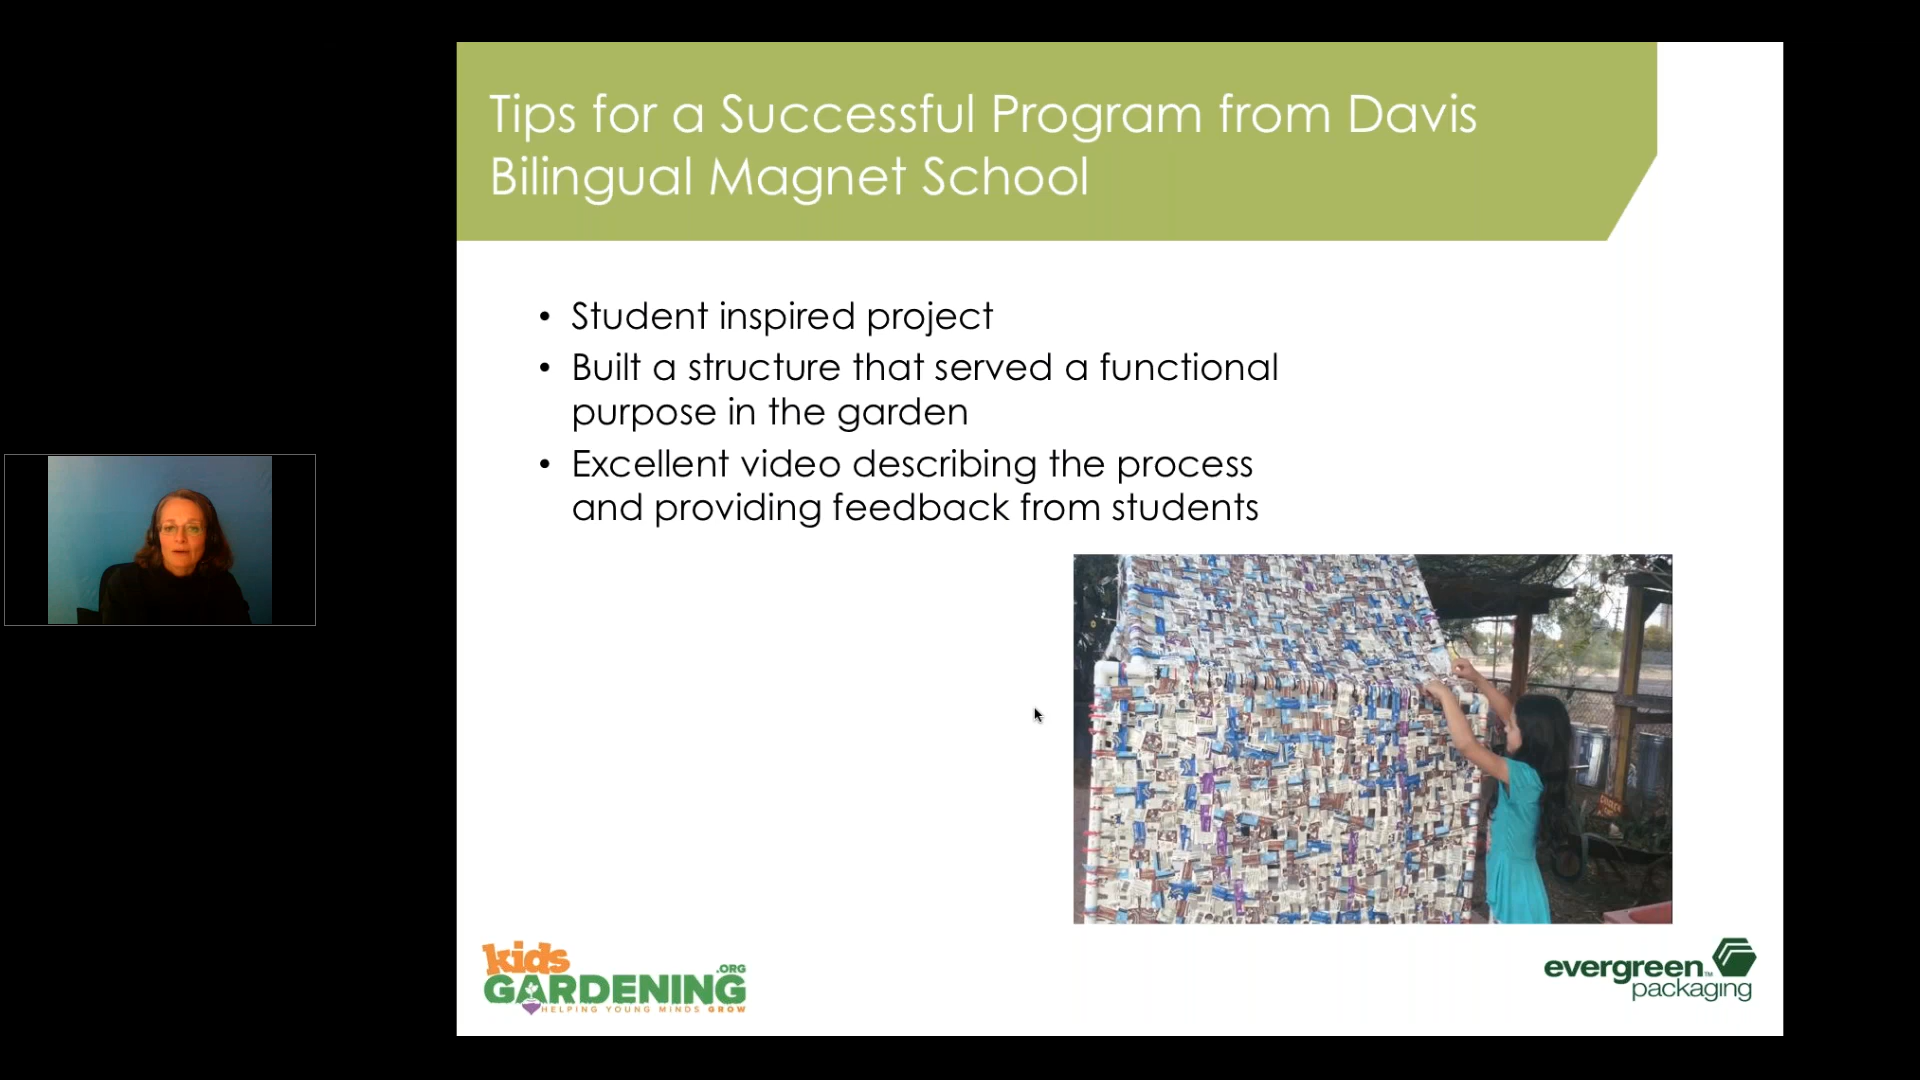 Tips for a Successful Program from Davis
Bilingual Magnet School
• Student inspired project
• Built a structure that served a functional
purpose in the garden
• Excellent video describing the process
and providing feedback from students
kids
GARDENING
.ORG
HELPING YOUNG MINDS GROW
evergreen™
packaging